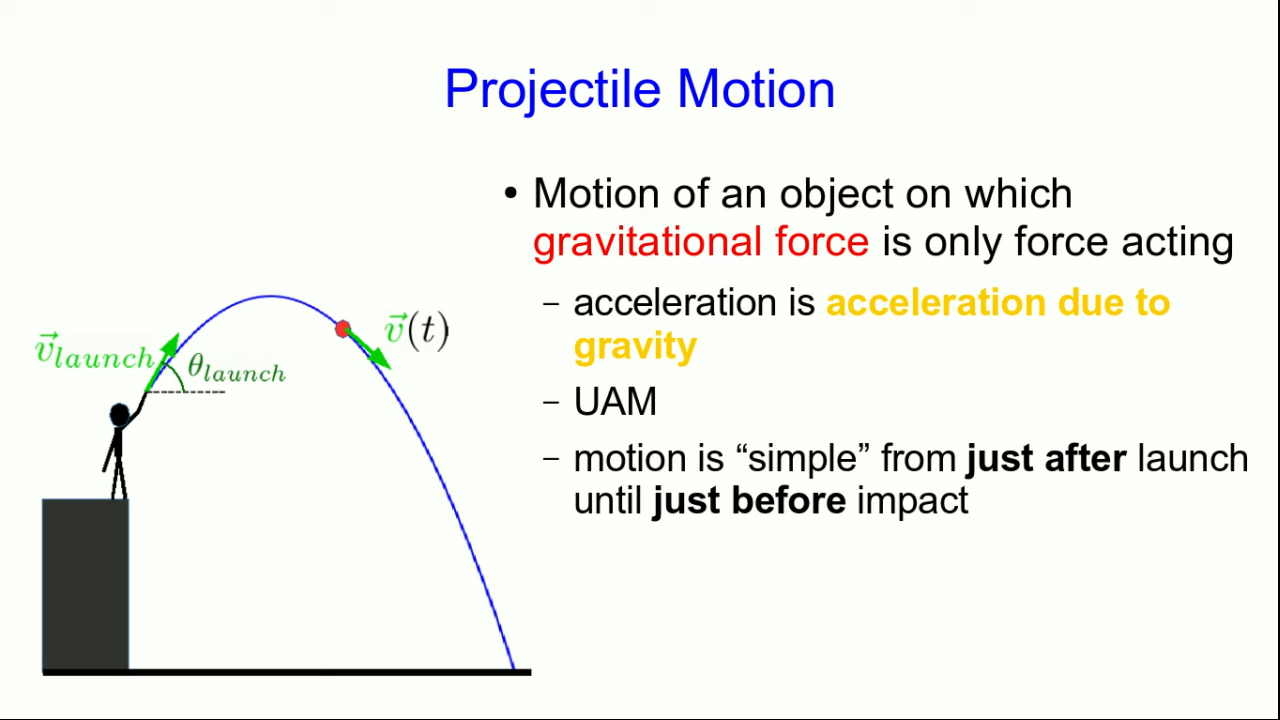 Projectile Motion
• Motion of an object on which
gravitational force is only force acting
– acceleration is acceleration due to
gravity
– UAM
– motion is “simple” from just after launch
until just before impact
v⃗launch
θlaunch
v⃗(t)